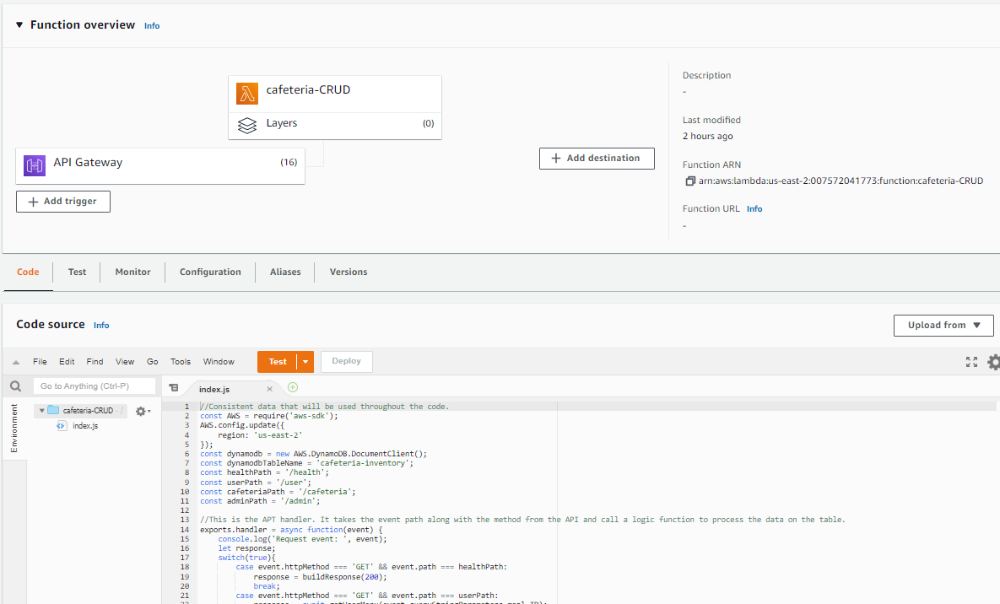 Function overview Info
cafeteria-CRUD
Layers (0)
API Gateway (16)
+ Add trigger
+ Add destination
Description
-
Last modified
2 hours ago
Function ARN
arn:aws:lambda:us-east-2:007572041773:function:cafeteria-CRUD
Function URL Info
-
Code Test Monitor Configuration Aliases Versions
Code source Info
Upload from
File Edit Find View Go Tools Window Test Deploy
Go to Anything (Ctrl-P)
Environment
cafeteria-CRUD - /
index.js
index.js
1 //Consistent data that will be used throughout the code.
2 const AWS = require('aws-sdk');
3 AWS.config.update({
4 region: 'us-east-2'
5 });
6 const dynamodb = new AWS.DynamoDB.DocumentClient();
7 const dynamodbTableName = 'cafeteria-inventory';
8 const healthPath = '/health';
9 const userPath = '/user';
10 const cafeteriaPath = '/cafeteria';
11 const adminPath = '/admin';
12
13 //This is the APT handler. It takes the event path along with the method from the API and call a logic function to process the data on the table.
14 exports.handler = async function(event) {
15 console.log('Request event: ', event);
16 let response;
17 switch(true){
18 case event.httpMethod === 'GET' && event.path === healthPath:
19 response = buildResponse(200);
20 break;
21 case event.httpMethod === 'GET' && event.path === userPath: